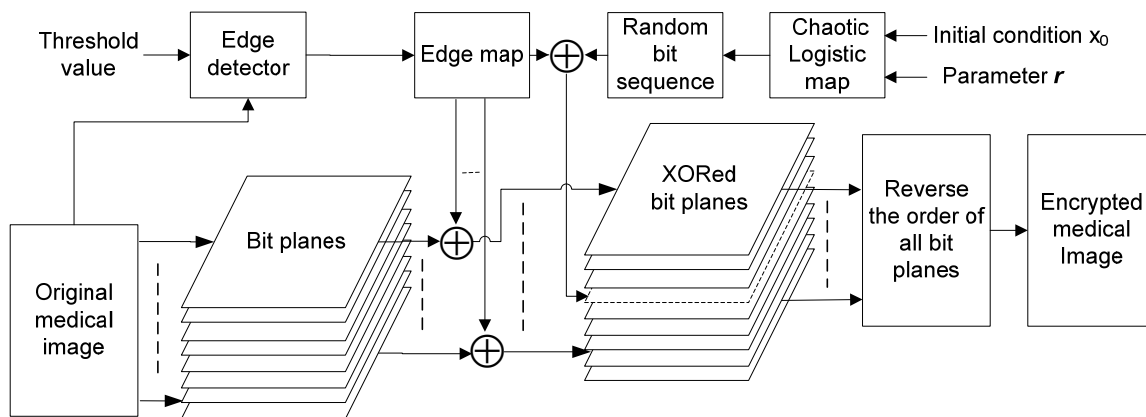 Threshold
value
Edge
detector
Edge map
Random
bit
sequence
Chaotic
Logistic
map
Initial condition x₀
Parameter r
Original
medical
image
Bit planes
XORed
bit planes
Reverse
the order of
all bit
planes
Encrypted
medical
Image